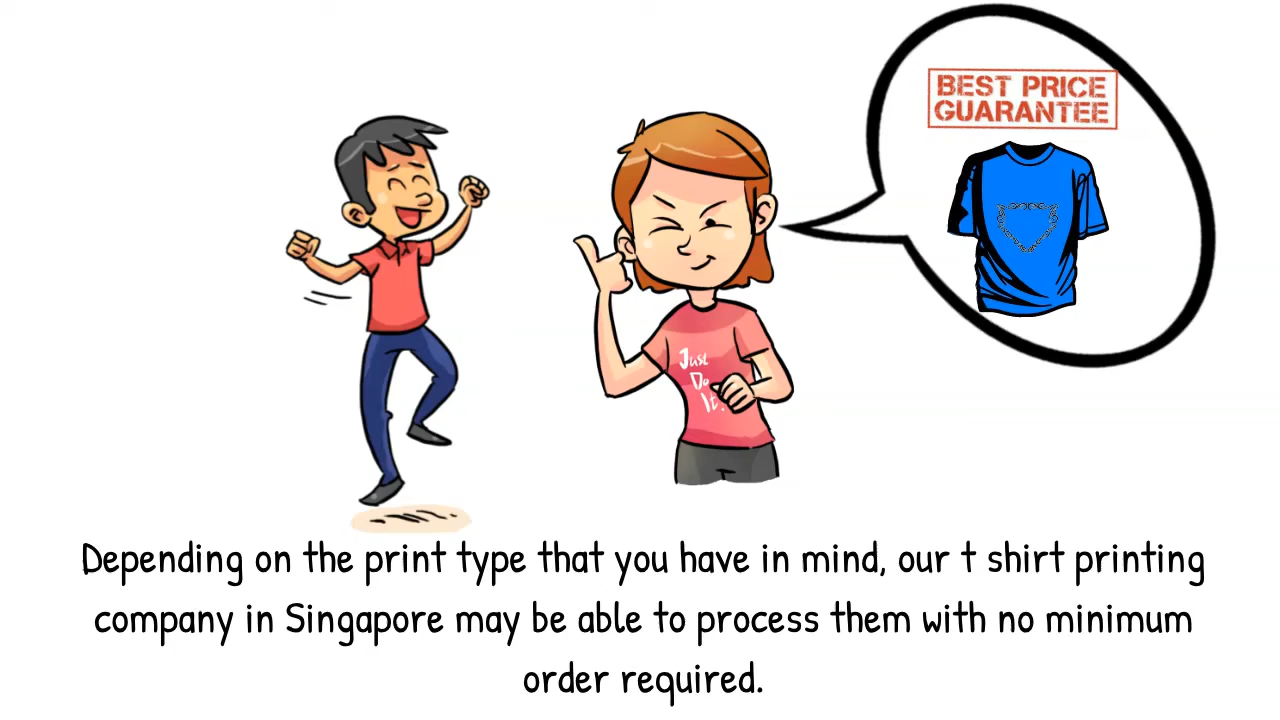 BEST PRICE
GUARANTEE
Just
Do
It.
Depending on the print type that you have in mind, our t shirt printing
company in Singapore may be able to process them with no minimum
order required.